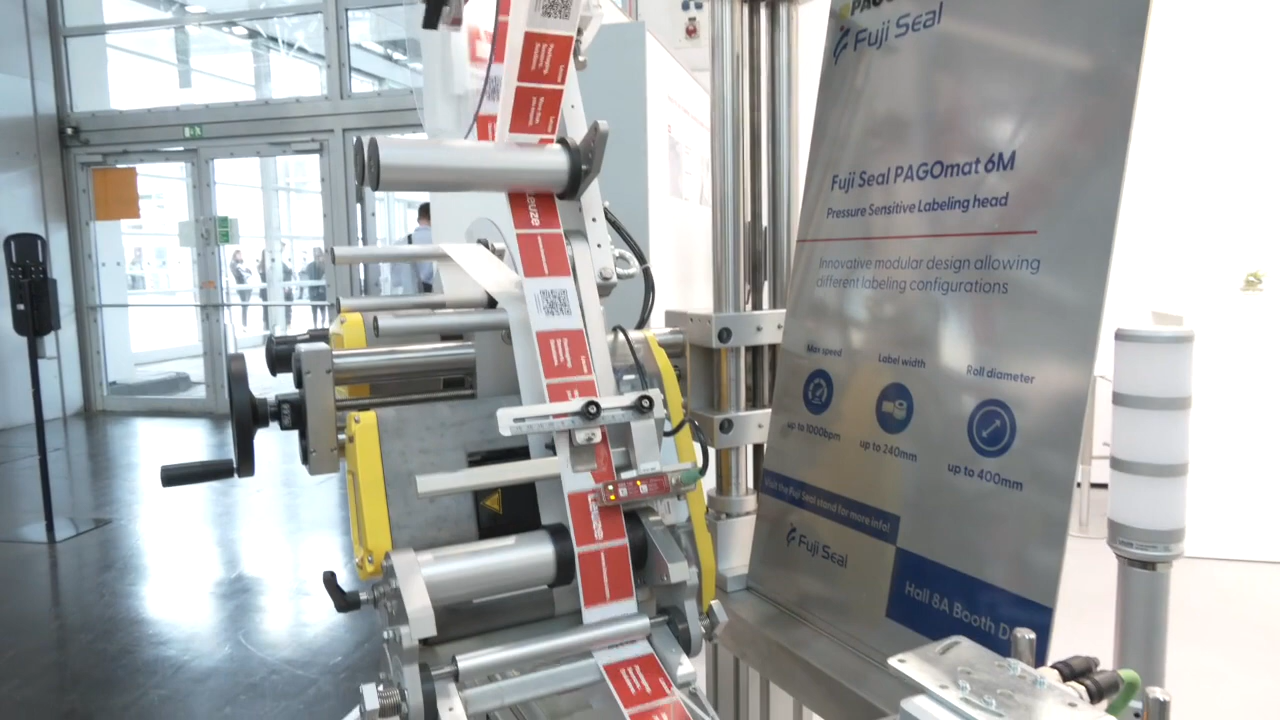 Fuji Seal
Fuji Seal PAGOmat 6M
Pressure Sensitive Labeling head
Innovative modular design allowing
different labeling configurations
Max speed
Label width
Roll diameter
up to 1000bpm
up to 240mm
up to 400mm
Visit the Fuji Seal stand for more info!
Fuji Seal
Hall 8A Booth D
Leuze
Leuze